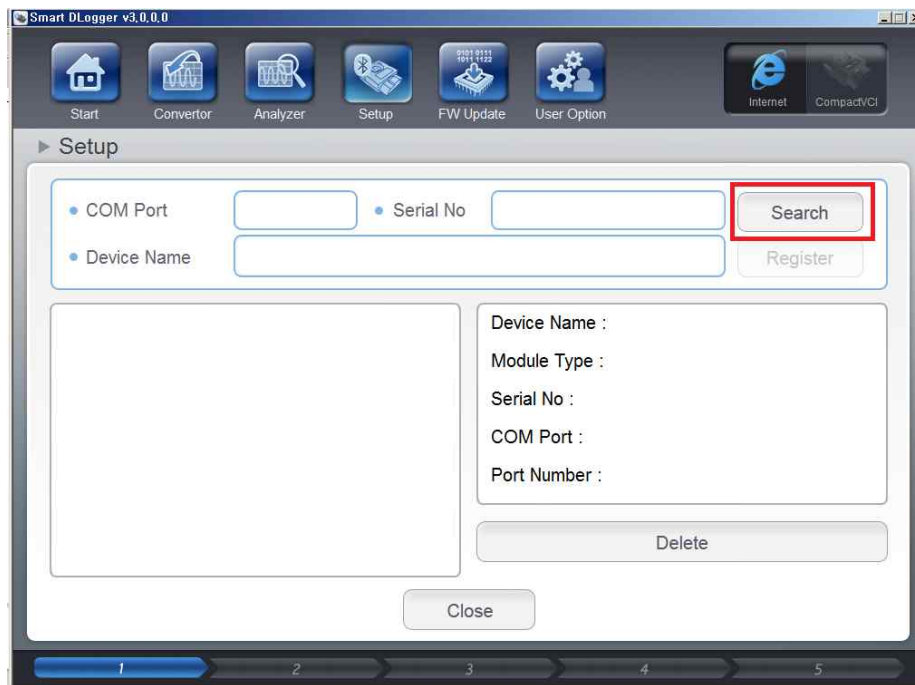 Smart DLogger v3,0,0,0
0101 0111
1011 1122
Start Convertor Analyzer Setup FW Update User Option Internet CompactVCI
Setup
COM Port Serial No Search
Device Name Register
Device Name :
Module Type :
Serial No :
COM Port :
Port Number :
Delete
Close
1 2 3 4 5